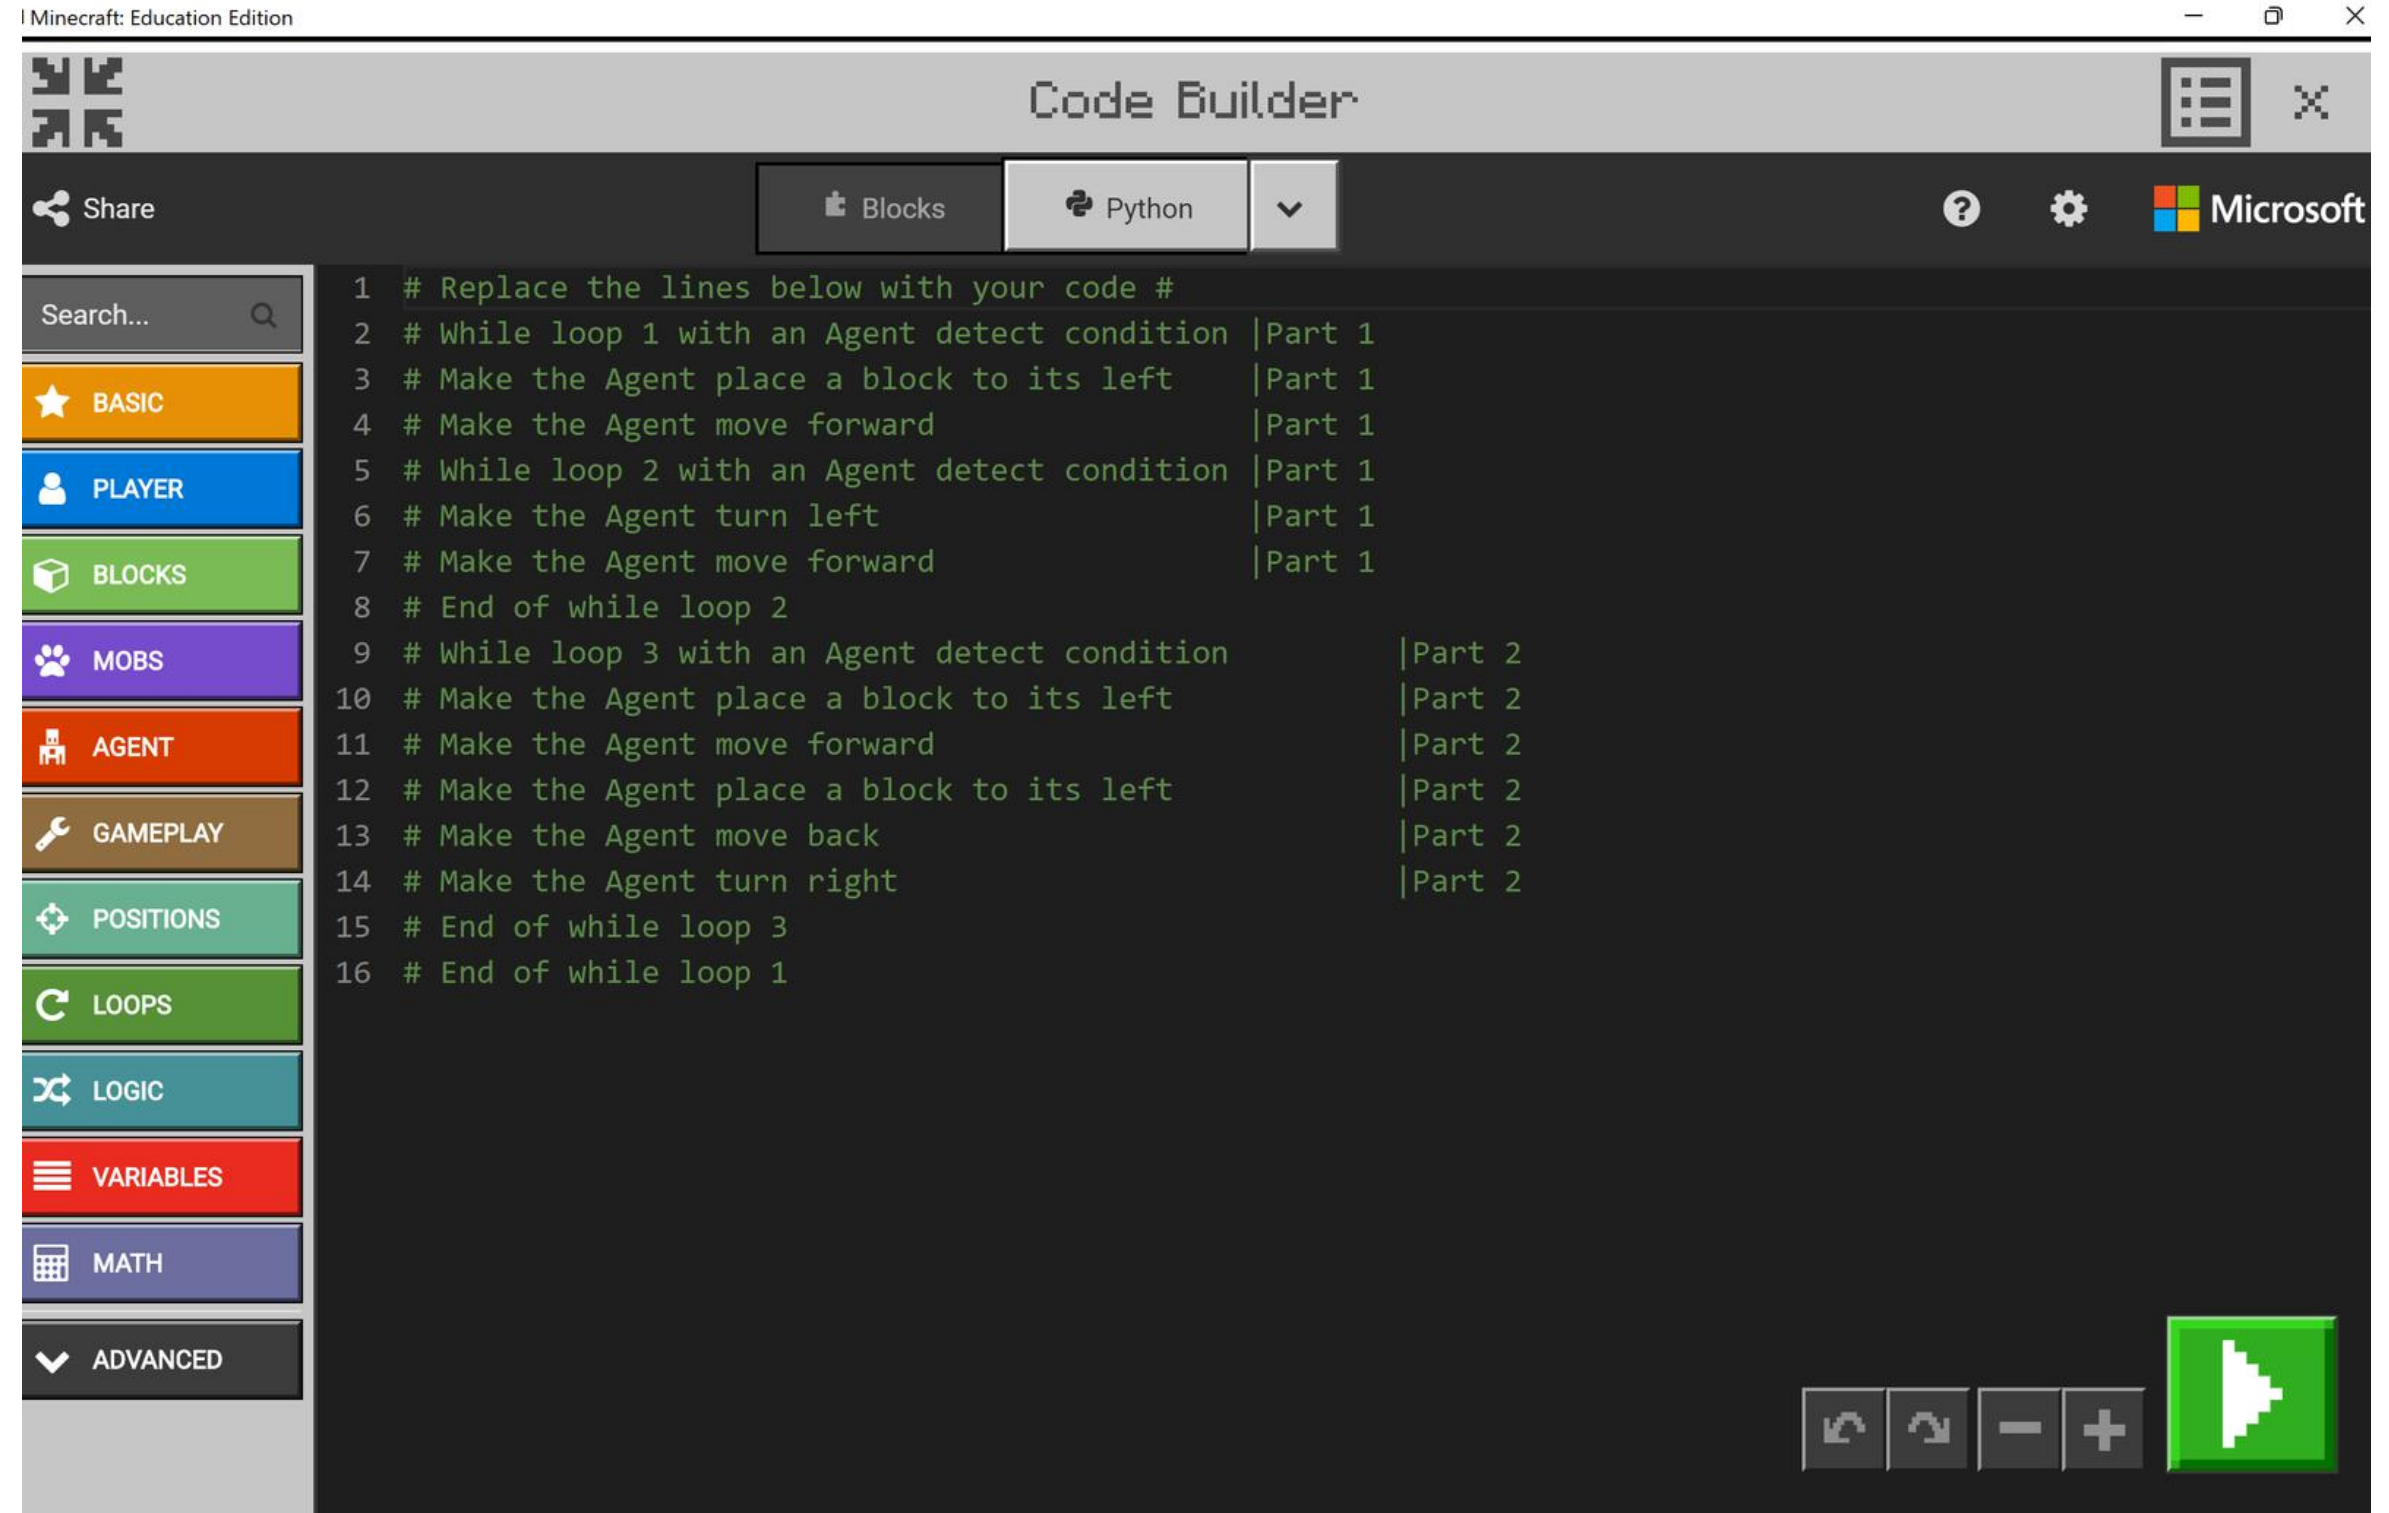 Minecraft: Education Edition
Code Builder
Share
Blocks
Python
Microsoft
Search...
BASIC
PLAYER
BLOCKS
MOBS
AGENT
GAMEPLAY
POSITIONS
LOOPS
LOGIC
VARIABLES
MATH
ADVANCED
1 # Replace the lines below with your code #
2 # While loop 1 with an Agent detect condition |Part 1
3 # Make the Agent place a block to its left |Part 1
4 # Make the Agent move forward |Part 1
5 # While loop 2 with an Agent detect condition |Part 1
6 # Make the Agent turn left |Part 1
7 # Make the Agent move forward |Part 1
8 # End of while loop 2
9 # While loop 3 with an Agent detect condition |Part 2
10 # Make the Agent place a block to its left |Part 2
11 # Make the Agent move forward |Part 2
12 # Make the Agent place a block to its left |Part 2
13 # Make the Agent move back |Part 2
14 # Make the Agent turn right |Part 2
15 # End of while loop 3
16 # End of while loop 1